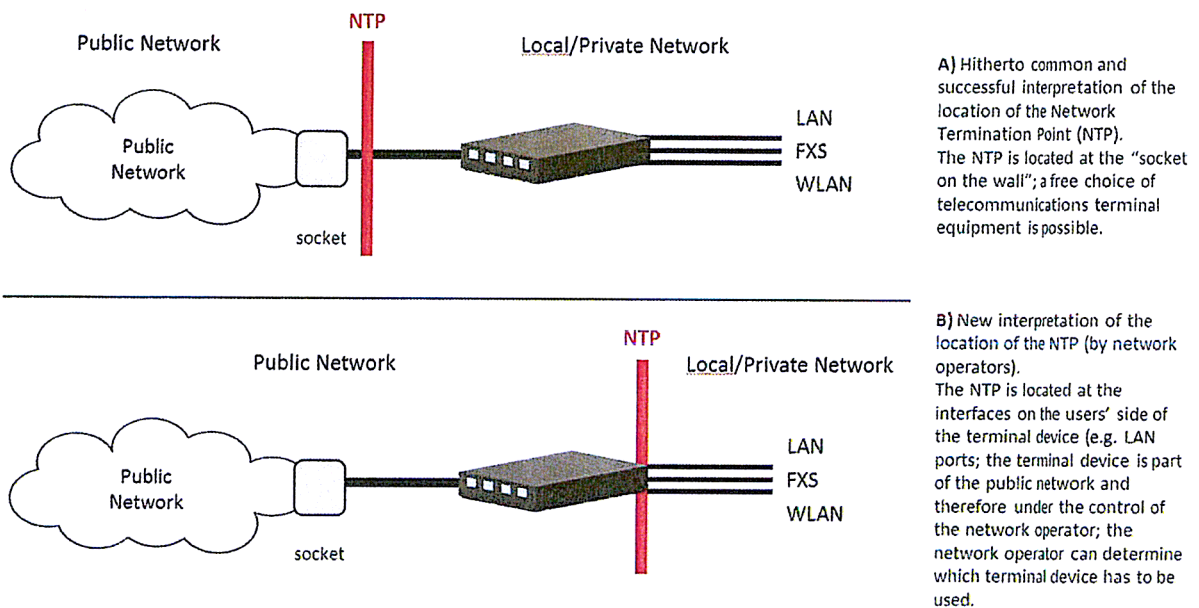 NTP
Public Network
Local/Private Network
Public
Network
socket
LAN
FXS
WLAN
A) Hitherto common and
successful interpretation of the
location of the Network
Termination Point (NTP).
The NTP is located at the “socket
on the wall”; a free choice of
telecommunications terminal
equipment is possible.
NTP
Public Network
Local/Private Network
Public
Network
socket
LAN
FXS
WLAN
B) New interpretation of the
location of the NTP (by network
operators).
The NTP is located at the
interfaces on the users’ side of
the terminal device (e.g. LAN
ports; the terminal device is part
of the public network and
therefore under the control of
the network operator; the
network operator can determine
which terminal device has to be
used.